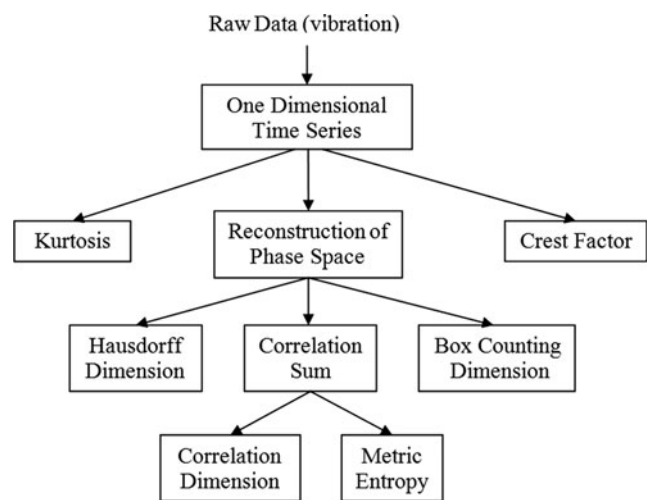 Raw Data (vibration)
One Dimensional
Time Series
Kurtosis
Reconstruction of
Phase Space
Crest Factor
Hausdorff
Dimension
Correlation
Sum
Box Counting
Dimension
Correlation
Dimension
Metric
Entropy